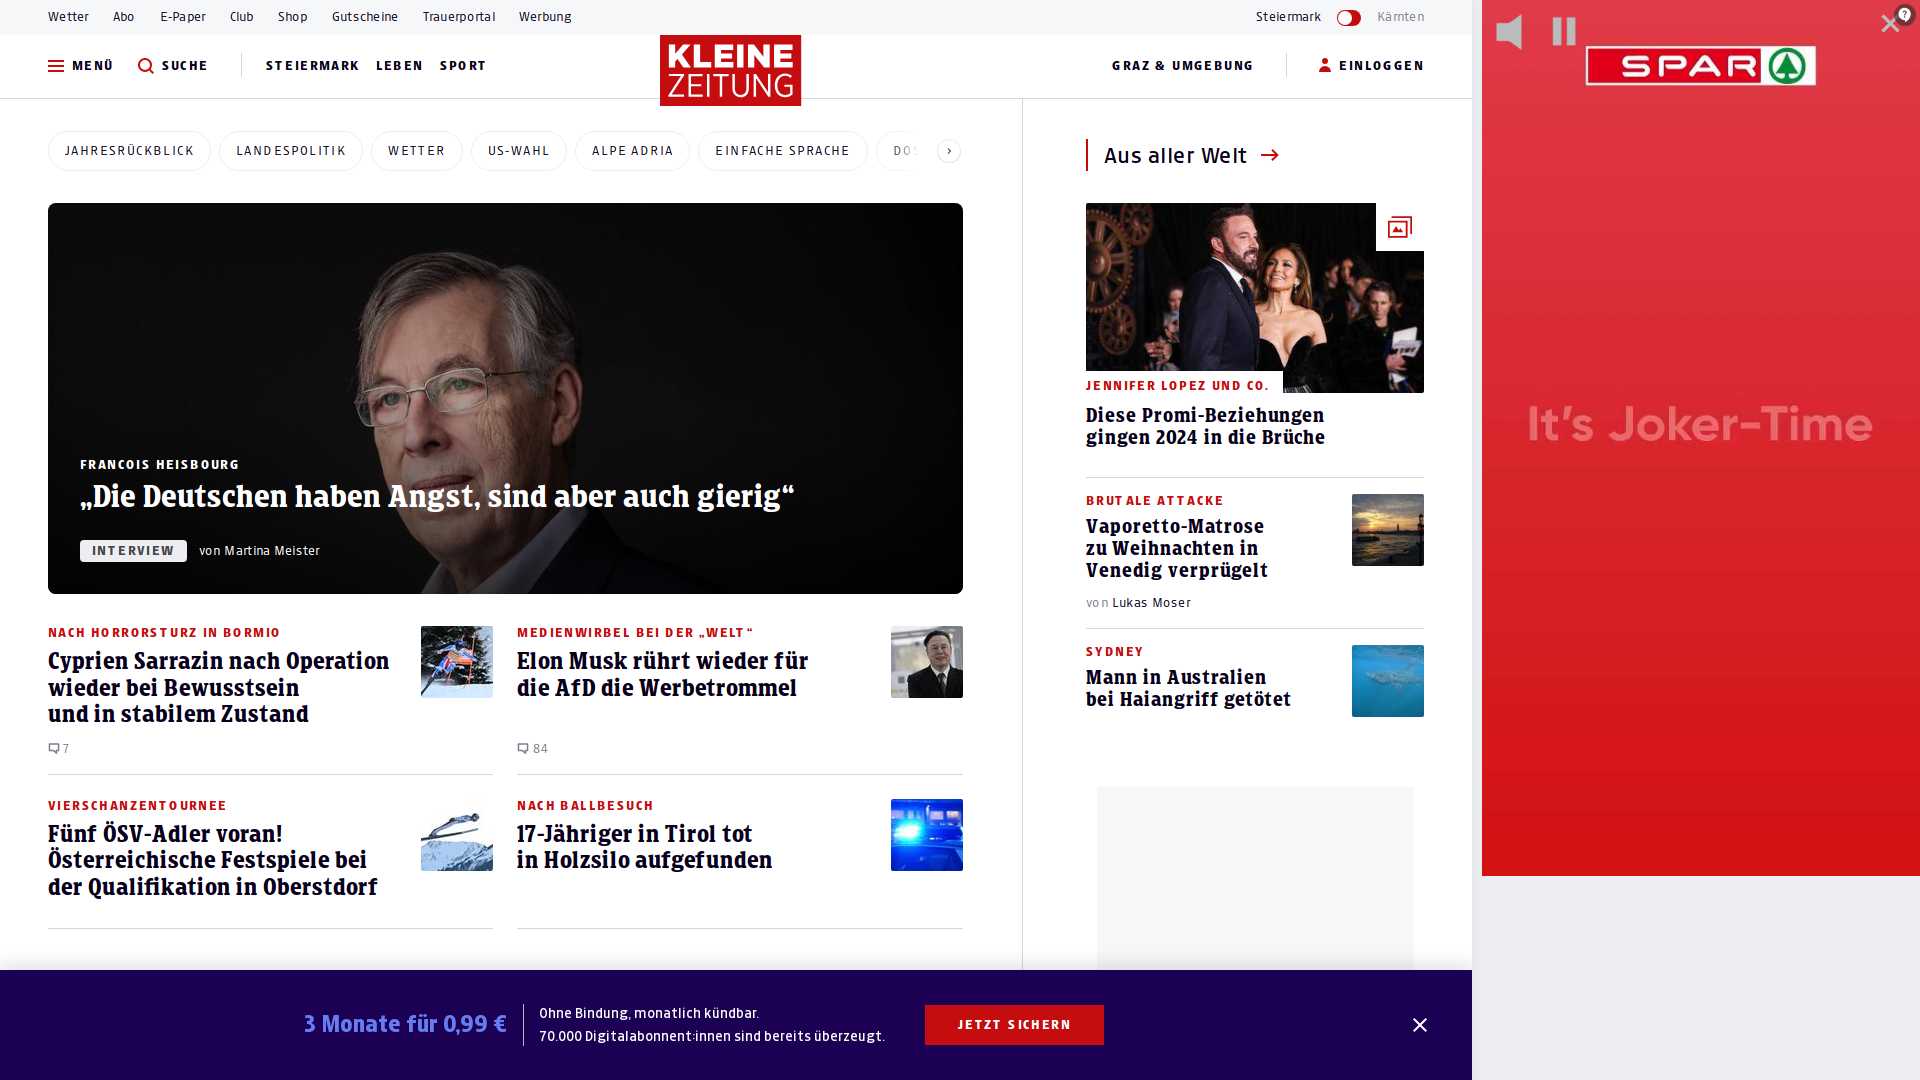 Wetter Abo E-Paper Club Shop Gutscheine Trauerportal Werbung
Steiermark Kärnten
MENÜ SUCHE STEIERMARK LEBEN SPORT
KLEINE
ZEITUNG
GRAZ & UMGEBUNG EINLOGGEN
JAHRESRÜCKBLICK LANDESPOLITIK WETTER US-WAHL ALPE ADRIA EINFACHE SPRACHE
FRANCOIS HEISBOURG
„Die Deutschen haben Angst, sind aber auch gierig“
INTERVIEW von Martina Meister
NACH HORRORSTURZ IN BORMIO
Cyprien Sarrazin nach Operation
wieder bei Bewusstsein
und in stabilem Zustand
7
MEDIENWIRBEL BEI DER „WELT“
Elon Musk rührt wieder für
die AfD die Werbetrommel
84
VIERSCHANZENTOURNEE
Fünf ÖSV-Adler voran!
Österreichische Festspiele bei
der Qualifikation in Oberstdorf
NACH BALLBESUCH
17-Jähriger in Tirol tot
in Holzsilo aufgefunden
Aus aller Welt
JENNIFER LOPEZ UND CO.
Diese Promi-Beziehungen
gingen 2024 in die Brüche
BRUTALE ATTACKE
Vaporetto-Matrose
zu Weihnachten in
Venedig verprügelt
von Lukas Moser
SYDNEY
Mann in Australien
bei Haiangriff getötet
SPAR
It's Joker-Time
3 Monate für 0,99 €
Ohne Bindung, monatlich kündbar.
70.000 Digitalabonnent:innen sind bereits überzeugt.
JETZT SICHERN